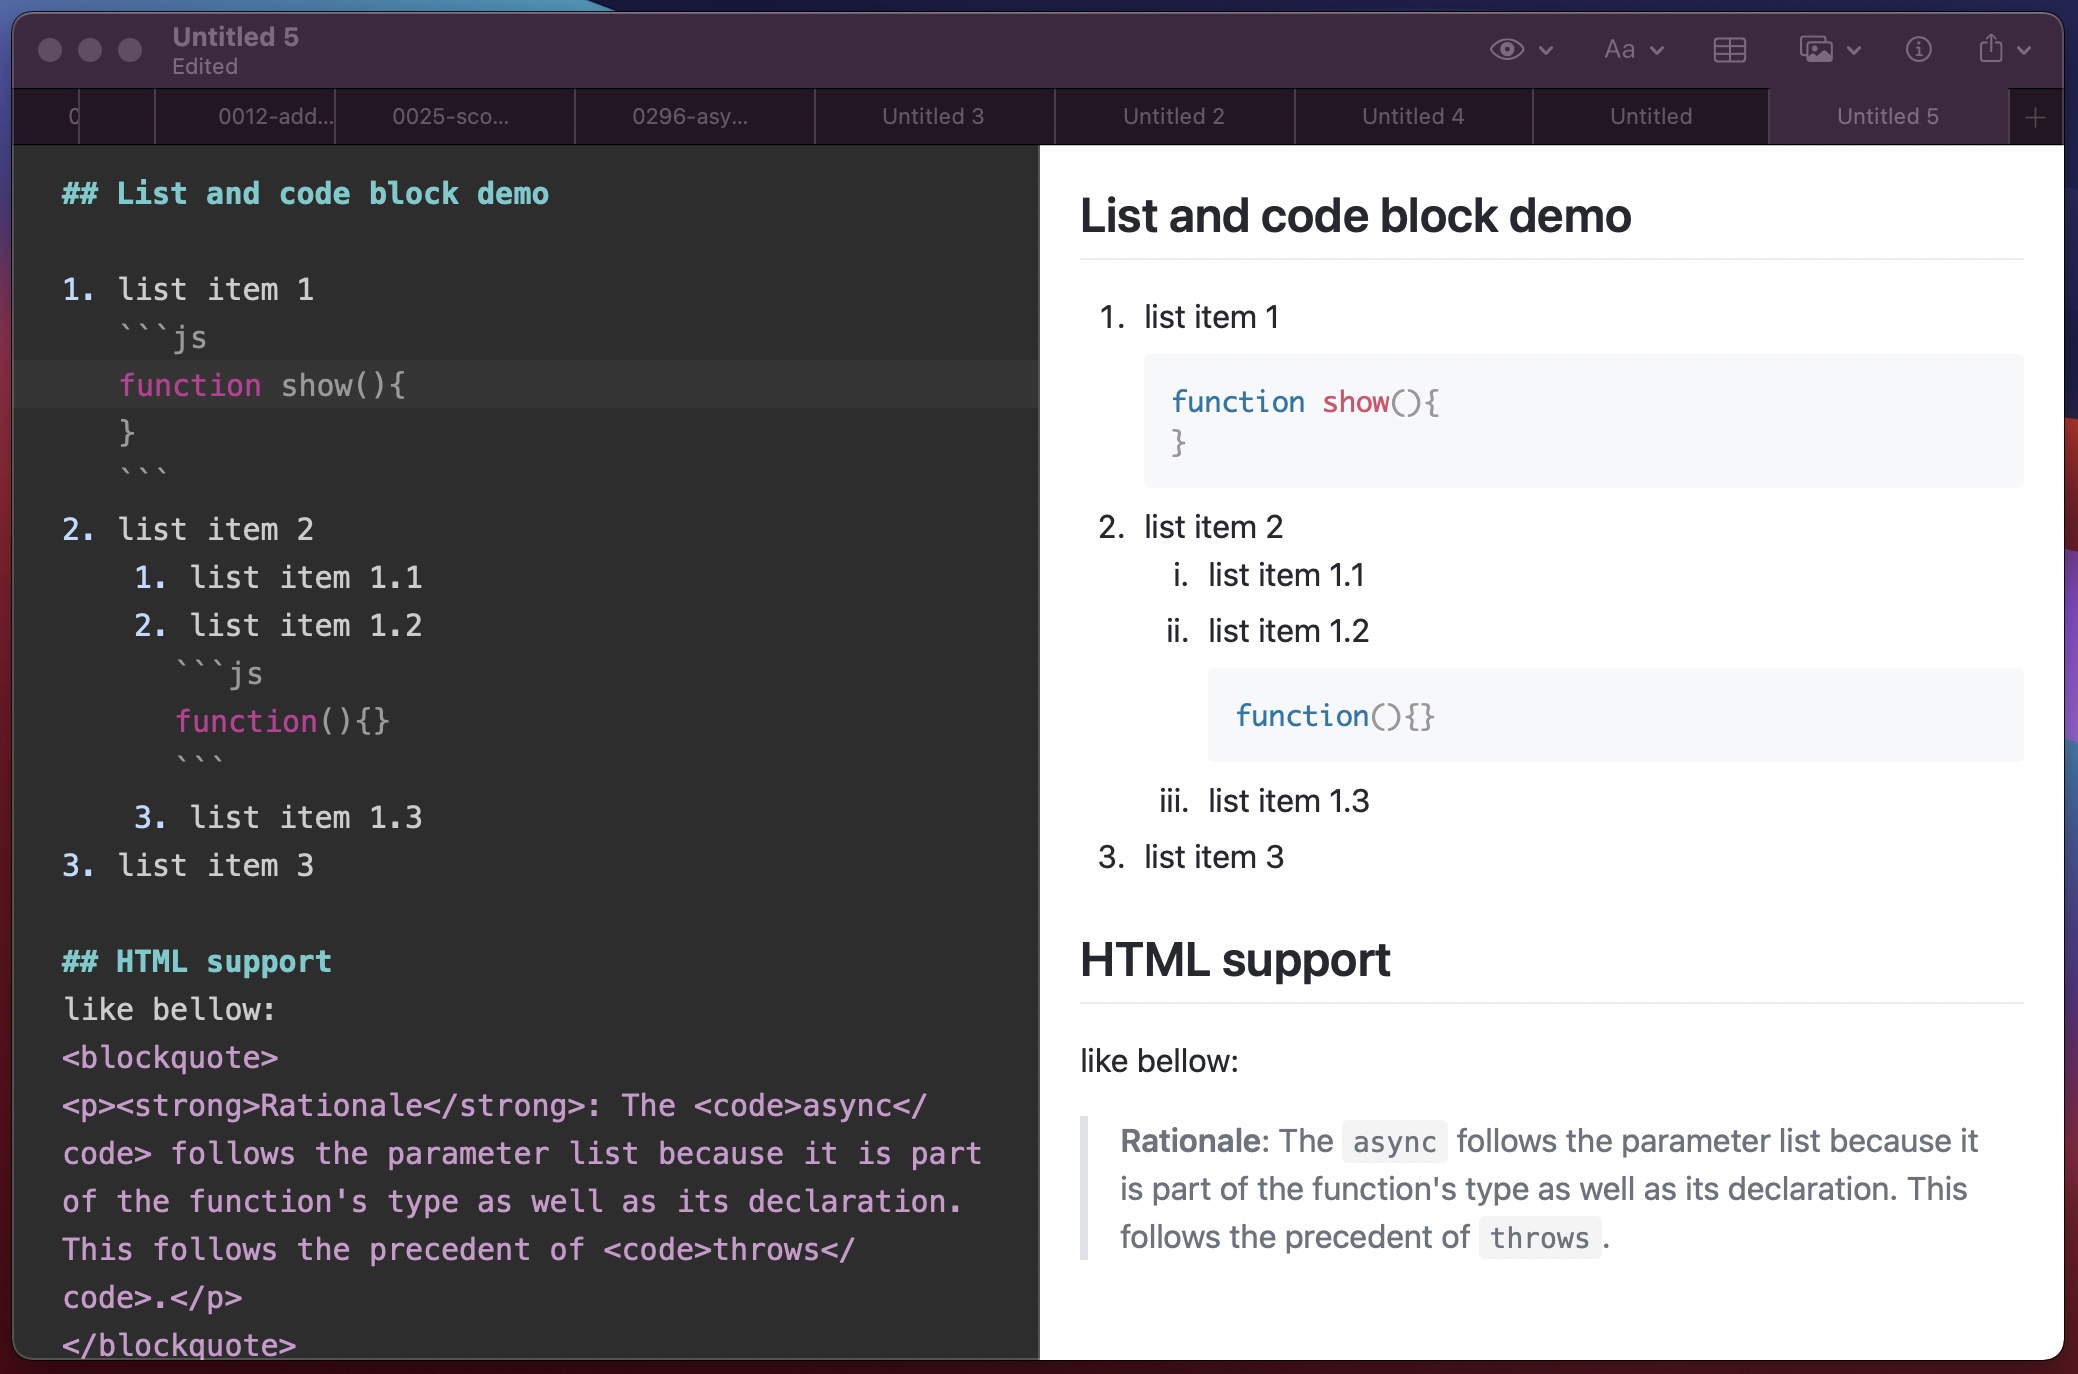 Untitled 5
Edited
Aa
0012-add...
0025-sco...
0296-asy...
Untitled 3
Untitled 2
Untitled 4
Untitled
Untitled 5
+
## List and code block demo
1. list item 1
```js
function show(){
}
```
2. list item 2
1. list item 1.1
2. list item 1.2
```js
function(){}
```
3. list item 1.3
3. list item 3
## HTML support
like bellow:
<blockquote>
<p><strong>Rationale</strong>: The <code>async</
code> follows the parameter list because it is part
of the function's type as well as its declaration.
This follows the precedent of <code>throws</
code>.</p>
</blockquote>
List and code block demo
1. list item 1
function show(){
}
2. list item 2
i. list item 1.1
ii. list item 1.2
function(){}
iii. list item 1.3
3. list item 3
HTML support
like bellow:
Rationale: The async follows the parameter list because it
is part of the function's type as well as its declaration. This
follows the precedent of throws.